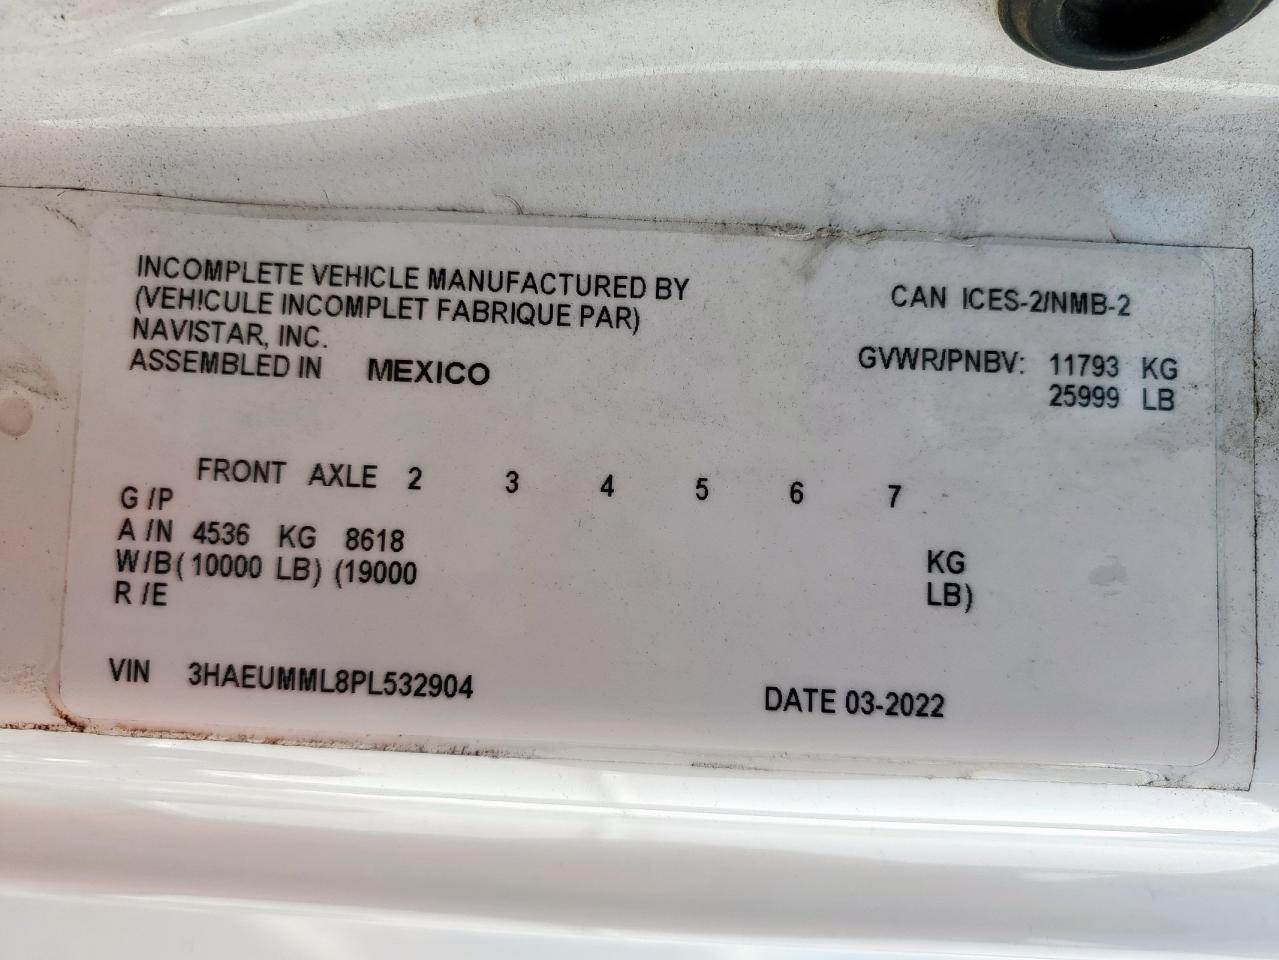 INCOMPLETE VEHICLE MANUFACTURED BY
(VEHICULE INCOMPLET FABRIQUE PAR)
NAVISTAR, INC.
ASSEMBLED IN MEXICO
CAN ICES-2/NMB-2
GVWR/PNBV: 11793 KG
25999 LB
FRONT AXLE 2 3 4 5 6 7
G /P
A /N 4536 KG 8618 KG
W/B (10000 LB) (19000 LB)
R /E
VIN 3HAEUMML8PL532904
DATE 03-2022